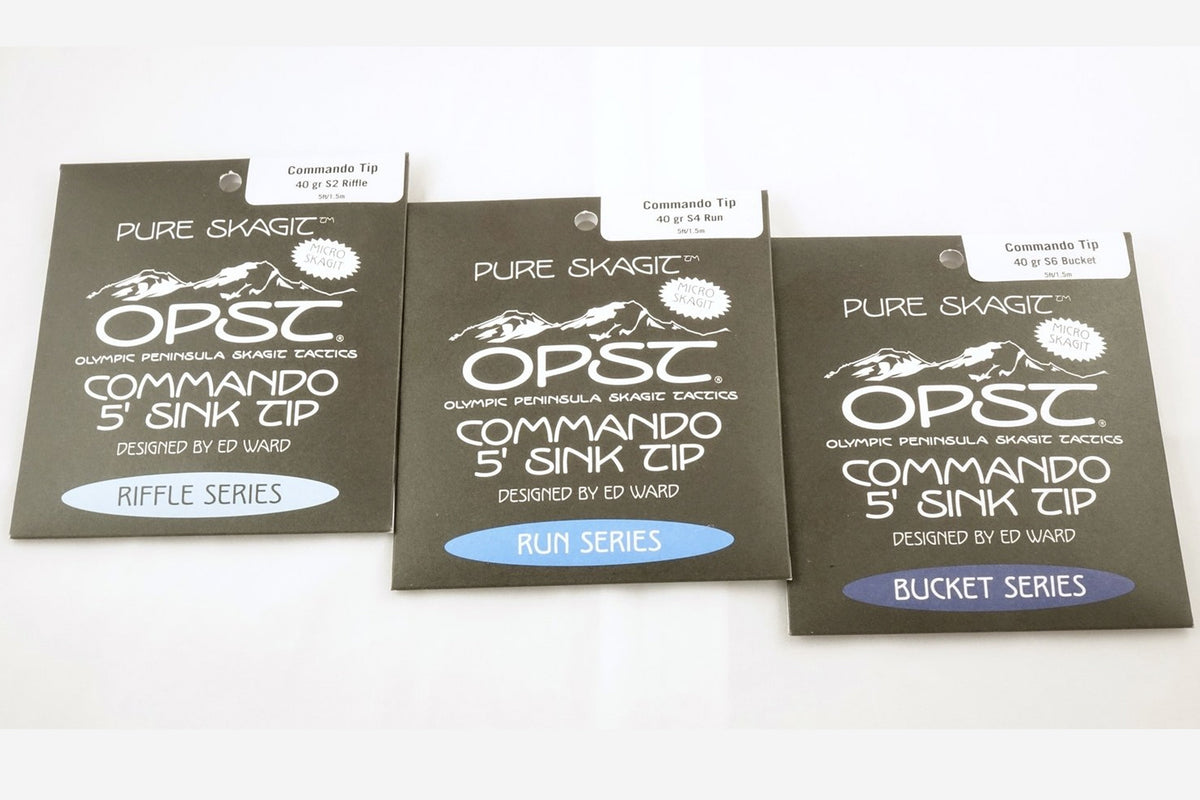 Commando Tip
40 gr S2 Riffle
5ft/1.5m
PURE SKAGIT™
MICRO
SKAGIT
OPST®
OLYMPIC PENINSULA SKAGIT TACTICS
COMMANDO
5' SINK TIP
DESIGNED BY ED WARD
RIFFLE SERIES
Commando Tip
40 gr S4 Run
5ft/1.5m
PURE SKAGIT™
MICRO
SKAGIT
OPST®
OLYMPIC PENINSULA SKAGIT TACTICS
COMMANDO
5' SINK TIP
DESIGNED BY ED WARD
RUN SERIES
Commando Tip
40 gr S6 Bucket
5ft/1.5m
PURE SKAGIT™
MICRO
SKAGIT
OPST®
OLYMPIC PENINSULA SKAGIT TACTICS
COMMANDO
5' SINK TIP
DESIGNED BY ED WARD
BUCKET SERIES